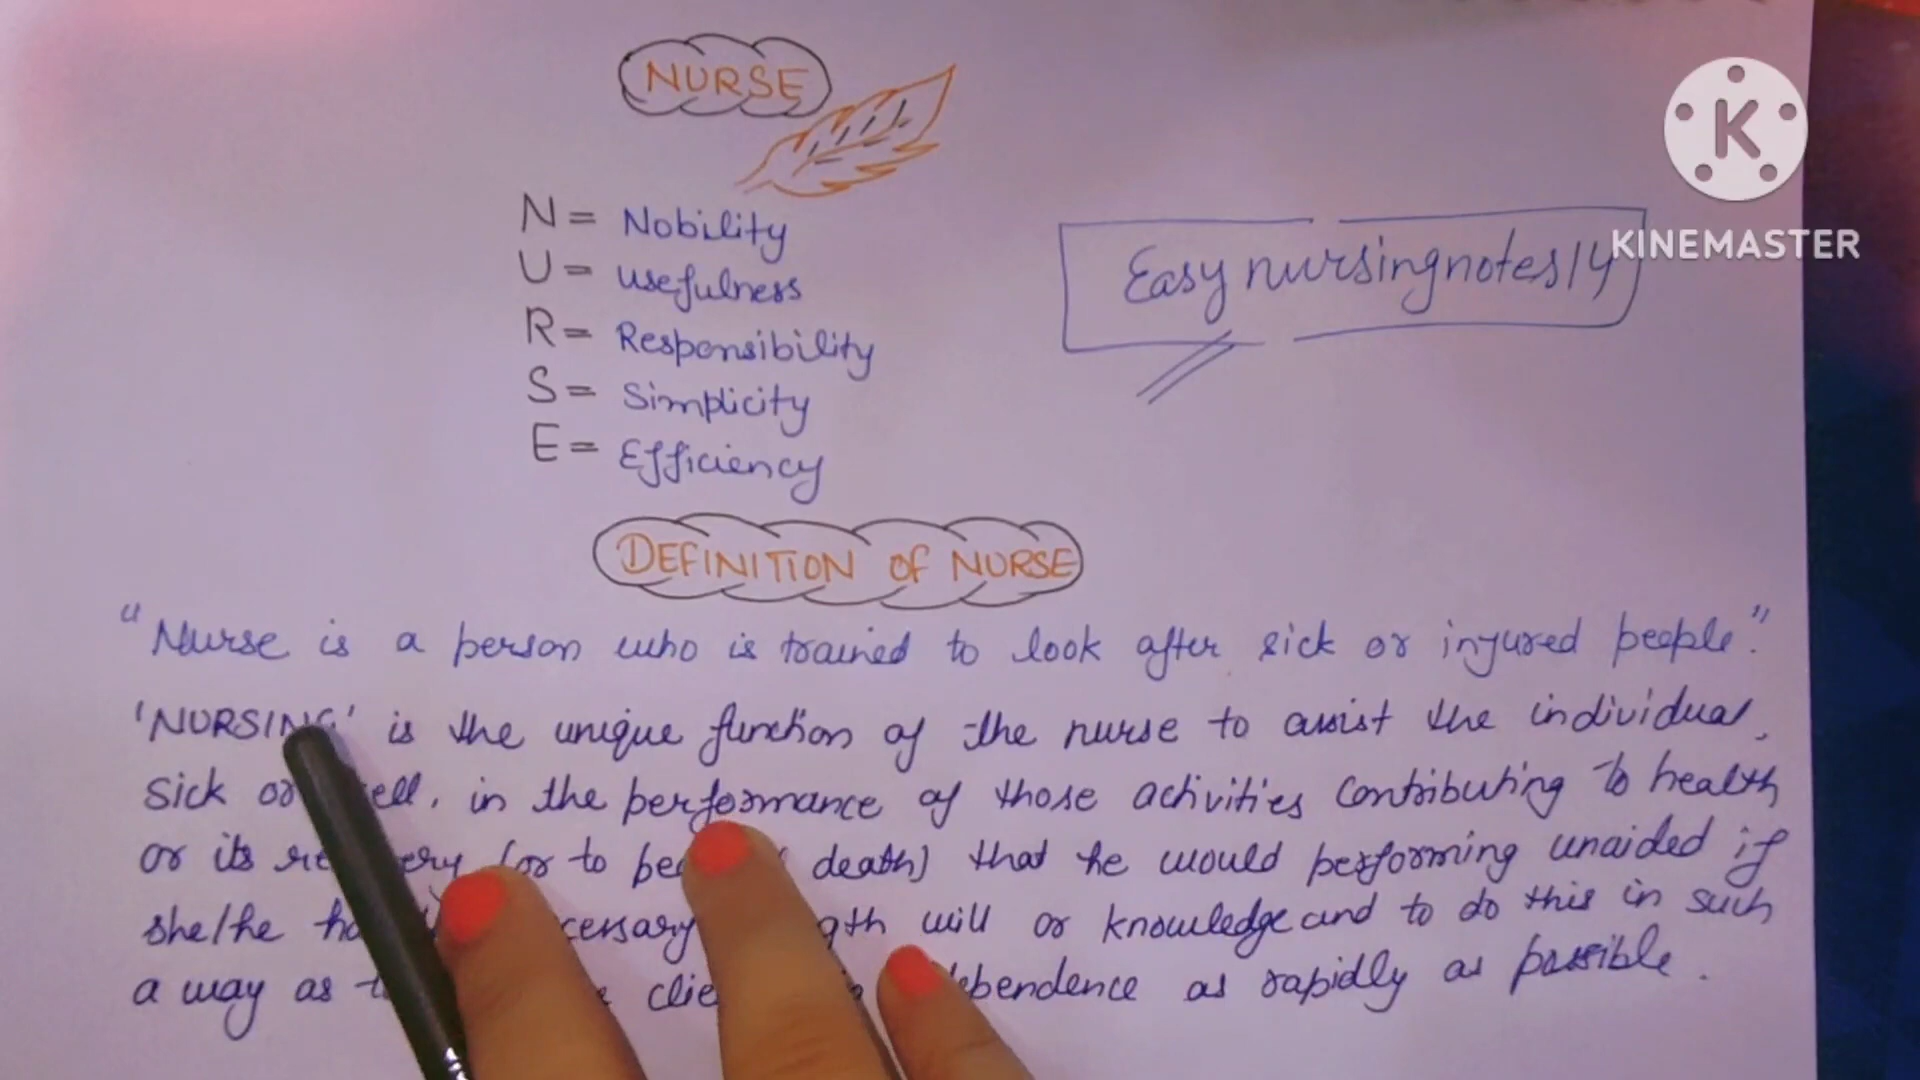 NURSE
K
KINEMASTER
N = Nobility
U = usefulness
R = Responsibility
S = Simplicity
E = Efficiency
Easy nursingnotes14
DEFINITION OF NURSE
"Nurse is a person who is trained to look after sick or injured people".
'NURSING' is the unique function of the nurse to assist the individual,
Sick or well, in the performance of those activities contributing to health
or its (or to death) that he would performing unaided if
she/he will or knowledge and to do this in such
a way as as rapidly as possible.